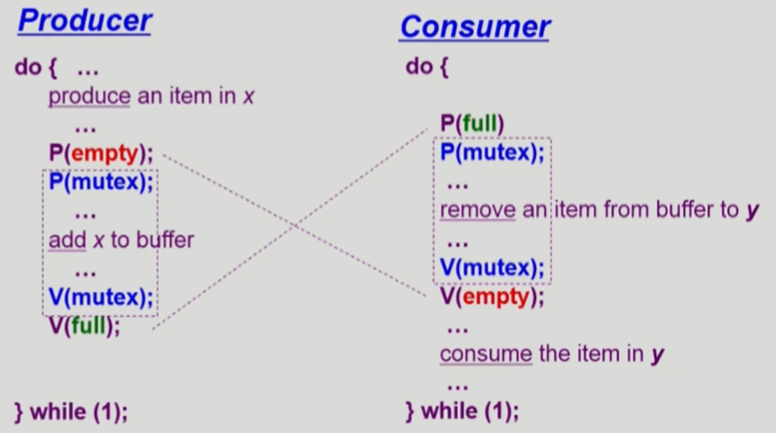 Producer
do { ...
produce an item in x
...
P(empty);
P(mutex);
...
add x to buffer
...
V(mutex);
V(full);
} while (1);
Consumer
do {
P(full)
P(mutex);
...
remove an item from buffer to y
...
V(mutex);
V(empty);
...
consume the item in y
...
} while (1);